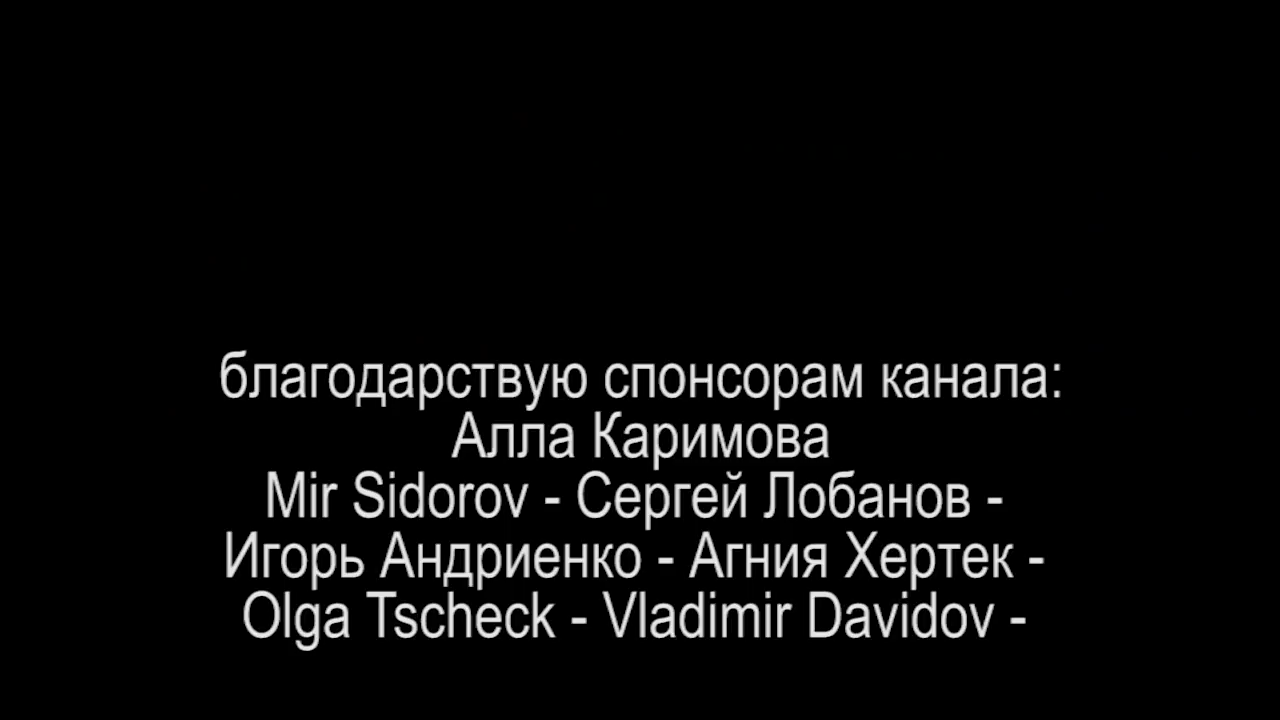 благодарствую спонсорам канала:
Алла Каримова
Mir Sidorov - Сергей Лобанов -
Игорь Андриенко - Агния Хертек -
Olga Tscheck - Vladimir Davidov -